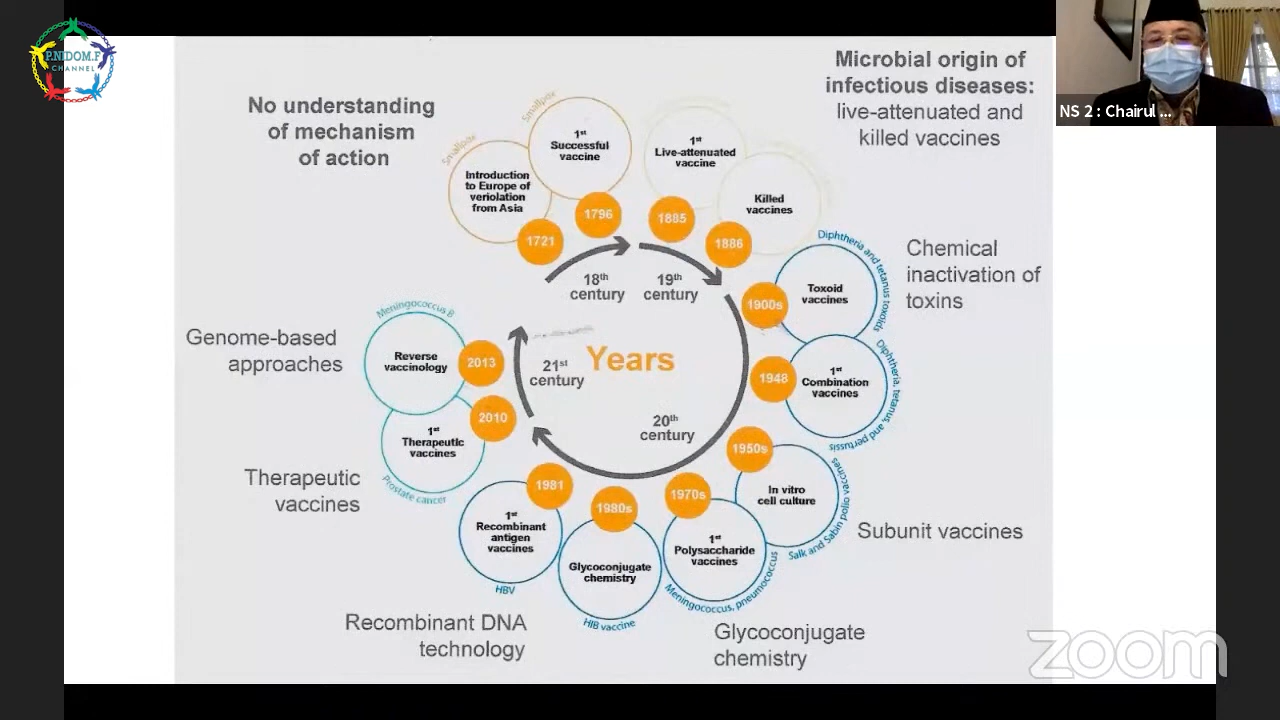 P.NIDOM.F
CHANNEL
NS 2 : Chairul ...
No understanding
of mechanism
of action
Microbial origin of
infectious diseases:
live-attenuated and
killed vaccines
Smallpox
Introduction
to Europe of
veriolation
from Asia
1721
Smallpox
1st
Successful
vaccine
1796
1st
Live-attenuated
vaccine
1885
Killed
vaccines
1886
18th
century
19th
century
Diphtheria and tetanus toxoids
Toxoid
vaccines
1900s
Chemical
inactivation of
toxins
Diphtheria, tetanus, and pertussis
1st
Combination
vaccines
1948
Years
20th
century
21st
century
1950s
In vitro
cell culture
Salk and Sabin polio vaccines
Subunit vaccines
1970s
1st
Polysaccharide
vaccines
Meningococcus, pneumococcus
Glycoconjugate
chemistry
1980s
Glycoconjugate
chemistry
HIB vaccine
1981
1st
Recombinant
antigen
vaccines
HBV
Recombinant DNA
technology
2010
1st
Therapeutic
vaccines
Prostate cancer
Therapeutic
vaccines
2013
Reverse
vaccinology
Meningococcus B
Genome-based
approaches
zoom